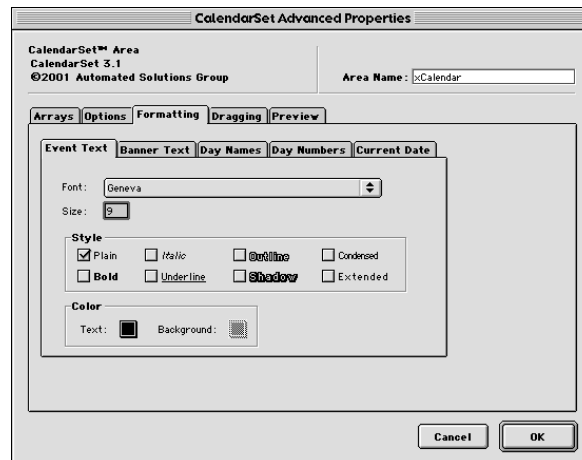 CalendarSet Advanced Properties
CalendarSet™ Area
CalendarSet 3.1
©2001 Automated Solutions Group
Area Name: xCalendar
Arrays Options Formatting Dragging Preview
Event Text Banner Text Day Names Day Numbers Current Date
Font: Geneva
Size: 9
Style
Plain Italic Outline Condensed
Bold Underline Shadow Extended
Color
Text: Background:
Cancel OK